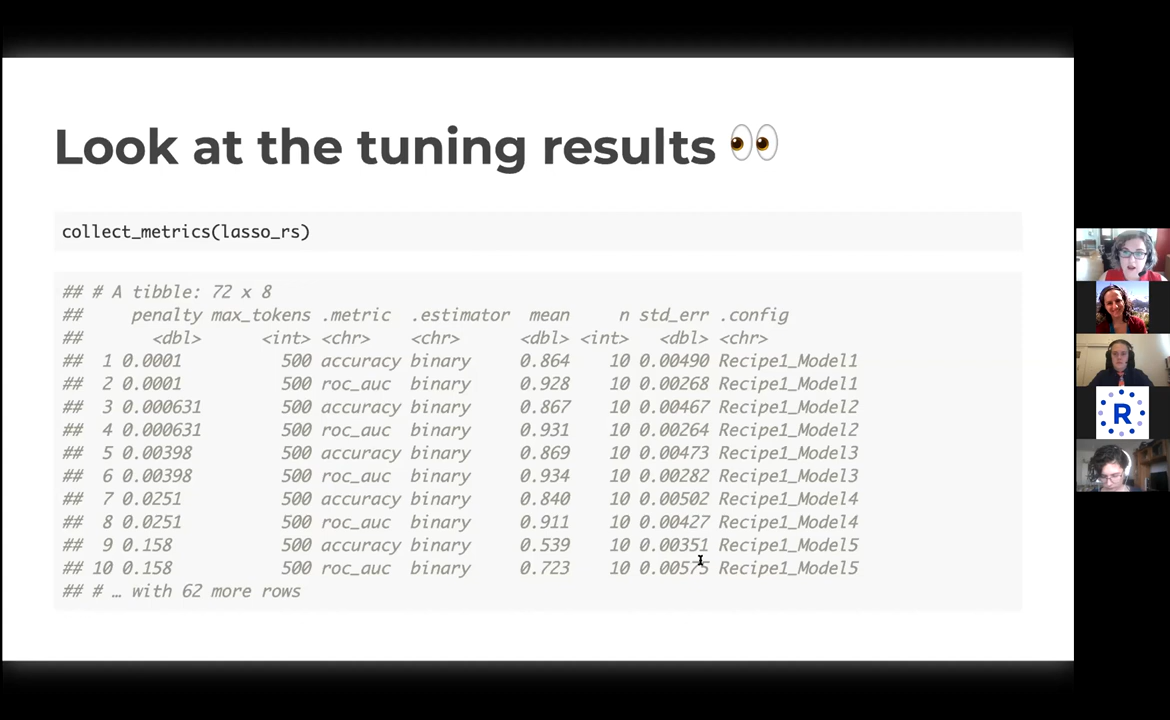 Look at the tuning results 👀
collect_metrics(lasso_rs)
## # A tibble: 72 x 8
## penalty max_tokens .metric .estimator mean n std_err .config
## <dbl> <int> <chr> <chr> <dbl> <int> <dbl> <chr>
## 1 0.0001 500 accuracy binary 0.864 10 0.00490 Recipe1_Model1
## 2 0.0001 500 roc_auc binary 0.928 10 0.00268 Recipe1_Model1
## 3 0.000631 500 accuracy binary 0.867 10 0.00467 Recipe1_Model2
## 4 0.000631 500 roc_auc binary 0.931 10 0.00264 Recipe1_Model2
## 5 0.00398 500 accuracy binary 0.869 10 0.00473 Recipe1_Model3
## 6 0.00398 500 roc_auc binary 0.934 10 0.00282 Recipe1_Model3
## 7 0.0251 500 accuracy binary 0.840 10 0.00502 Recipe1_Model4
## 8 0.0251 500 roc_auc binary 0.911 10 0.00427 Recipe1_Model4
## 9 0.158 500 accuracy binary 0.539 10 0.00351 Recipe1_Model5
## 10 0.158 500 roc_auc binary 0.723 10 0.00575 Recipe1_Model5
## # … with 62 more rows
R